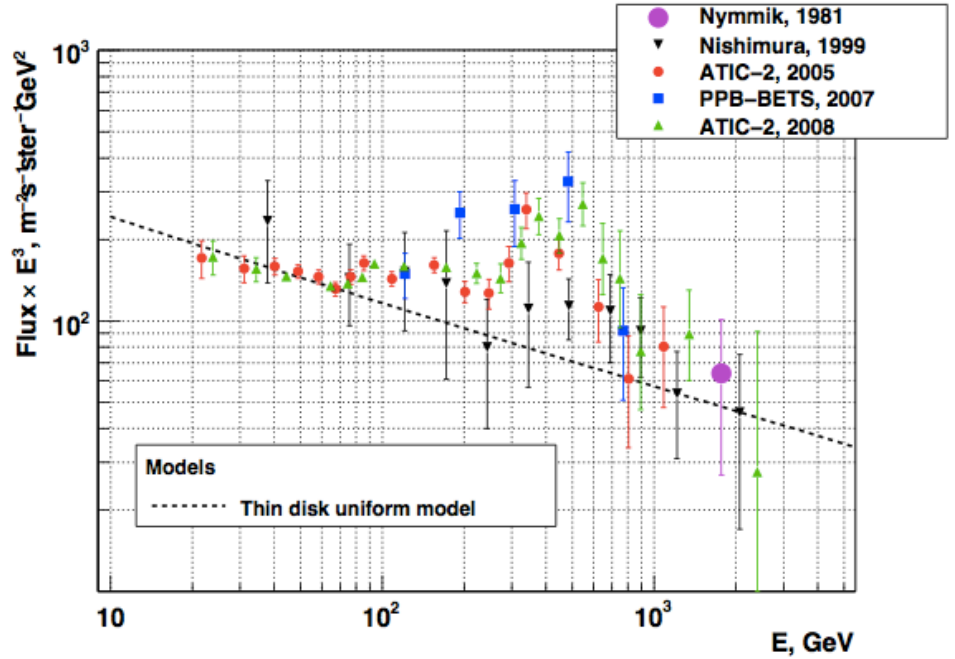 Nymmik, 1981
Nishimura, 1999
ATIC-2, 2005
PPB-BETS, 2007
ATIC-2, 2008
Flux × E³, m⁻²s⁻¹ster⁻¹GeV²
10³
10²
Models
Thin disk uniform model
10
10²
10³
E, GeV